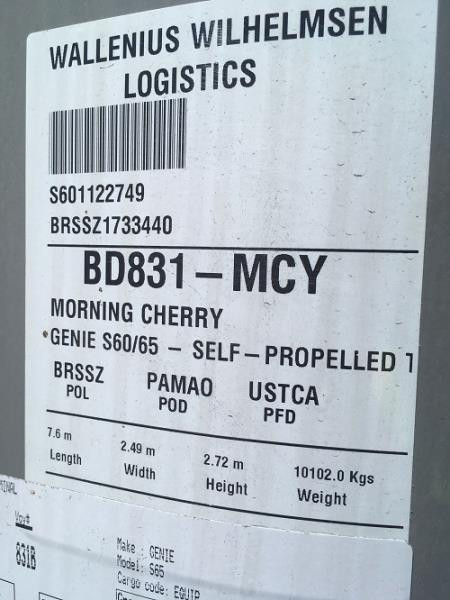 WALLENIUS WILHELMSEN
LOGISTICS
S601122749
BRSSZ1733440
BD831-MCY
MORNING CHERRY
GENIE S60/65 - SELF-PROPELLED
BRSSZ PAMAO USTCA
POL POD PFD
7.6 m 2.49 m 2.72 m 10102.0 Kgs
Length Width Height Weight
Voy#
831B
Make : GENIE
Model: S65
Cargo code: EQUIP